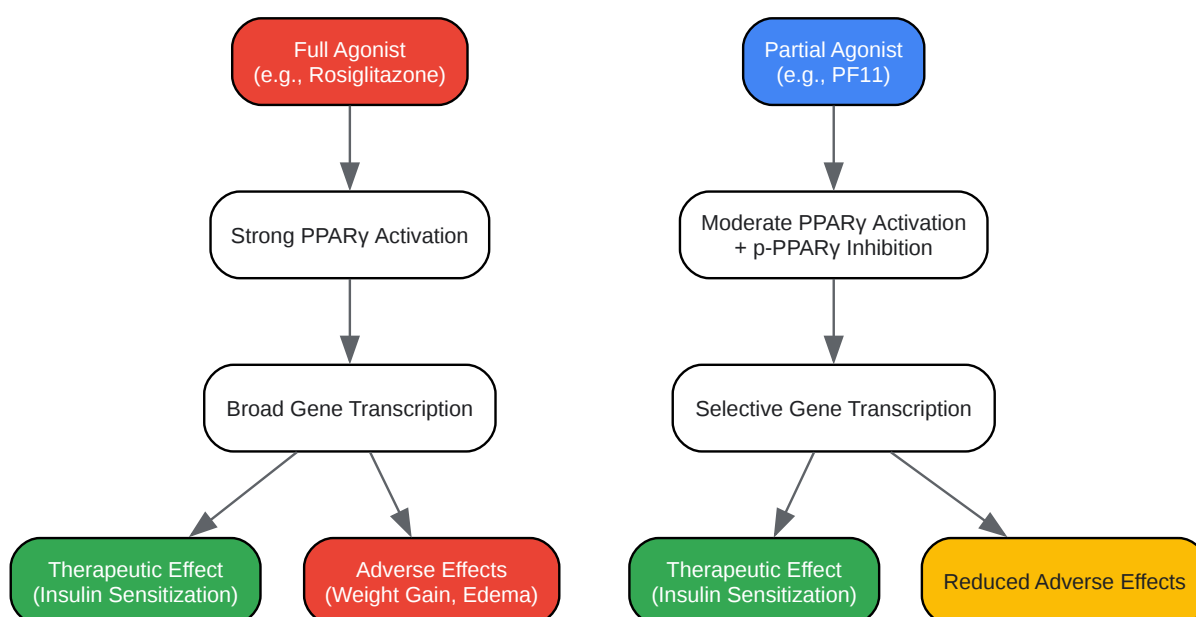 Full Agonist
(e.g., Rosiglitazone)
Partial Agonist
(e.g., PF11)
Strong PPARγ Activation
Moderate PPARγ Activation
+ p-PPARγ Inhibition
Broad Gene Transcription
Selective Gene Transcription
Therapeutic Effect
(Insulin Sensitization)
Adverse Effects
(Weight Gain, Edema)
Therapeutic Effect
(Insulin Sensitization)
Reduced Adverse Effects